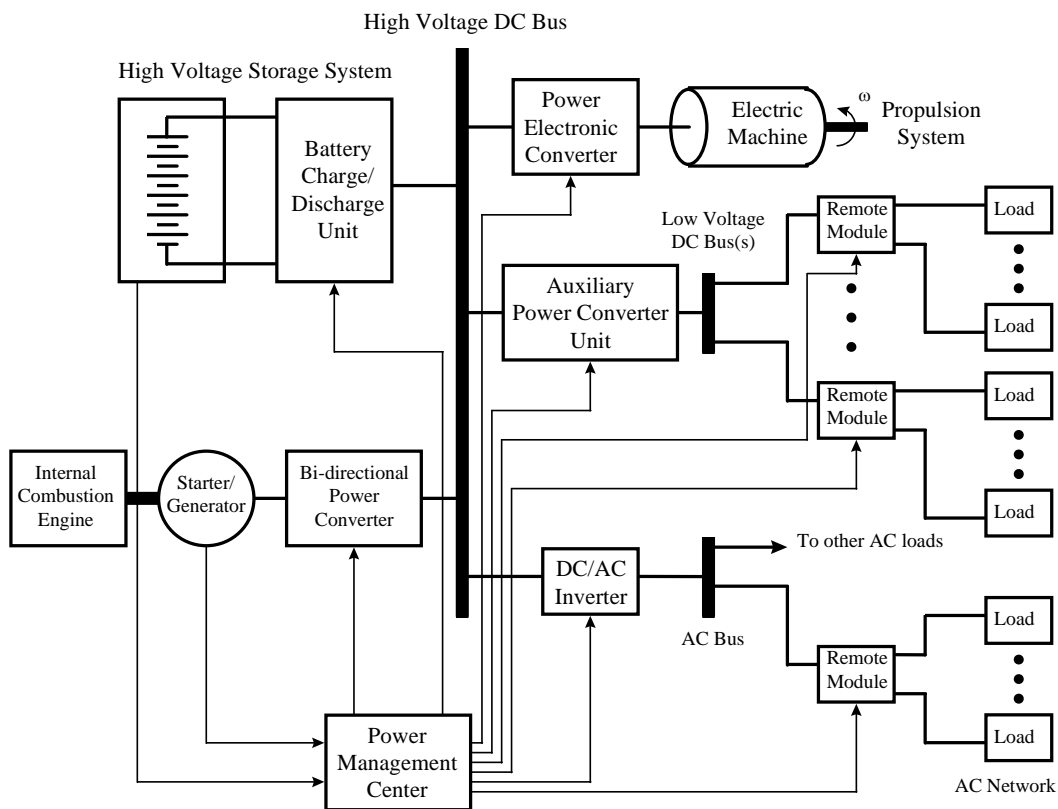 High Voltage DC Bus
High Voltage Storage System
Battery
Charge/
Discharge
Unit
Power
Electronic
Converter
Electric
Machine
ω
Propulsion
System
Low Voltage
DC Bus(s)
Remote
Module
Load
Load
Auxiliary
Power Converter
Unit
Remote
Module
Load
Load
Internal
Combustion
Engine
Starter/
Generator
Bi-directional
Power
Converter
DC/AC
Inverter
To other AC loads
AC Bus
Remote
Module
Load
Load
AC Network
Power
Management
Center